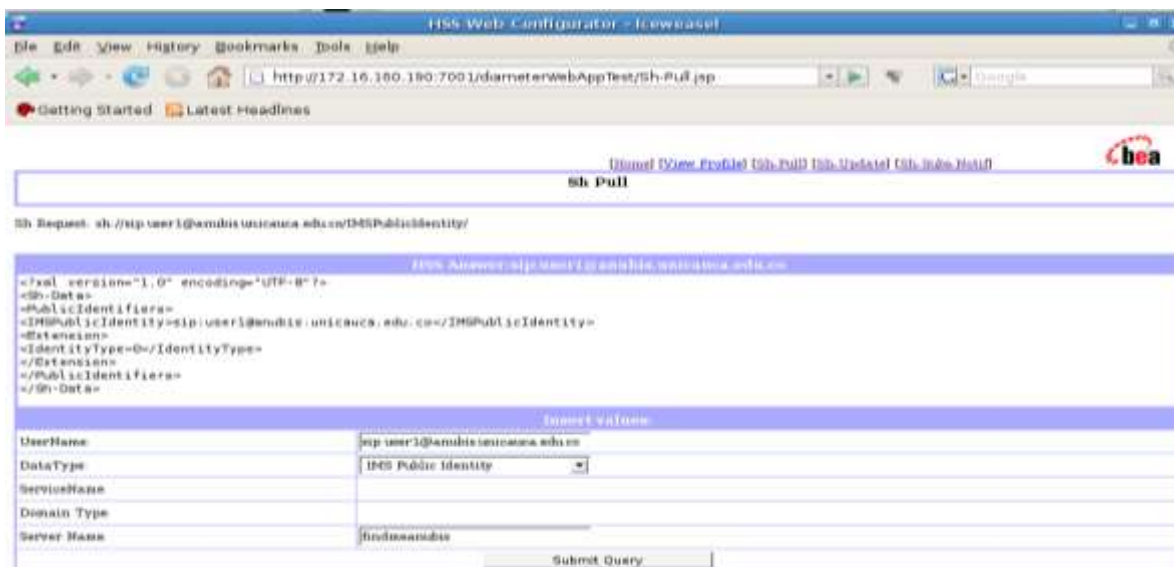 HSS Web Configurator - Iceweasel
File Edit View History Bookmarks Tools Help
http://172.16.160.190:7001/diameterWebAppTest/Sh-Pull.jsp
Google
Getting Started Latest Headlines
[Home] [View Profile] [Sh-Pull] [Sh-Update] [Sh-Subs-Notif]
bea
Sh Pull
Sh Request: sh://sip:user1@anubis.unicauca.edu.co/IMSPublicIdentity/
HSS Answer:sip:user1@anubis.unicauca.edu.co
<?xml version="1.0" encoding="UTF-8"?>
<Sh-Data>
<PublicIdentifiers>
<IMSPublicIdentity>sip:user1@anubis.unicauca.edu.co</IMSPublicIdentity>
<Extension>
<IdentityType>0</IdentityType>
</Extension>
</PublicIdentifiers>
</Sh-Data>
Insert values:
UserName sip:user1@anubis.unicauca.edu.co
DataType IMS Public Identity
ServiceName
Domain Type
Server Name findmeanubis
Submit Query